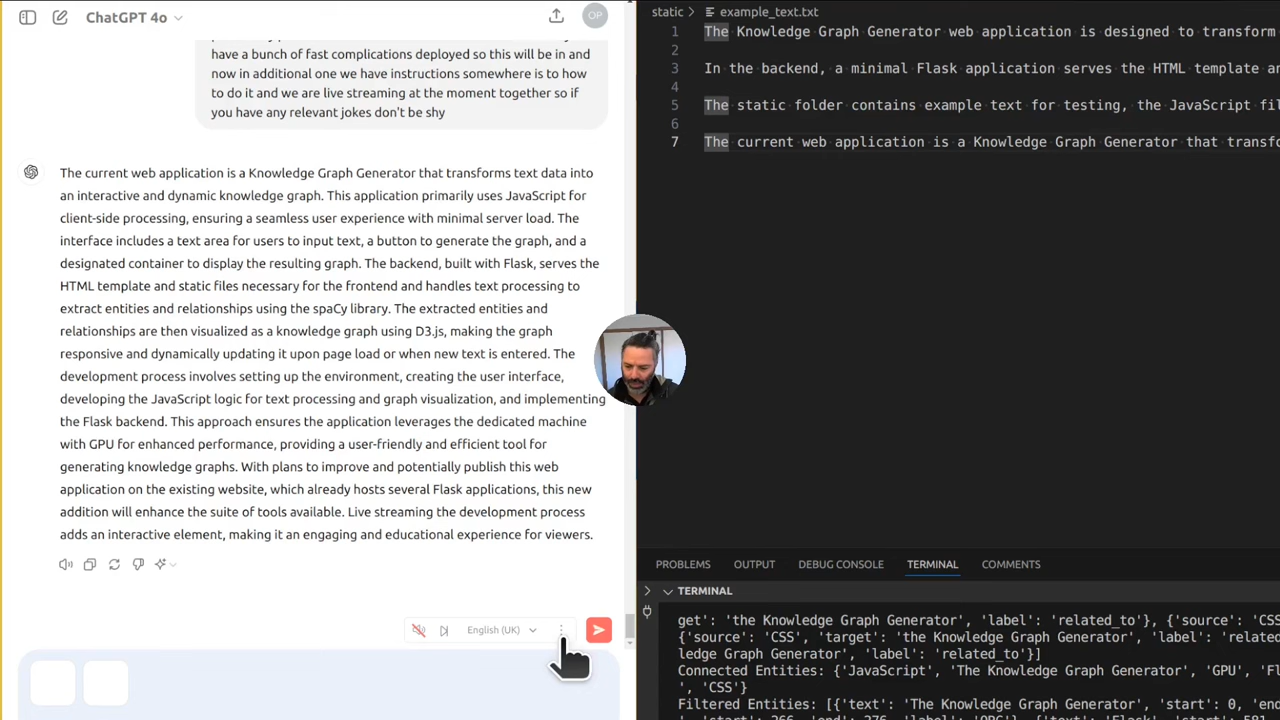 ChatGPT 4o
OP
have a bunch of fast complications deployed so this will be in and
now in additional one we have instructions somewhere is to how
to do it and we are live streaming at the moment together so if
you have any relevant jokes don't be shy
The current web application is a Knowledge Graph Generator that transforms text data into
an interactive and dynamic knowledge graph. This application primarily uses JavaScript for
client-side processing, ensuring a seamless user experience with minimal server load. The
interface includes a text area for users to input text, a button to generate the graph, and a
designated container to display the resulting graph. The backend, built with Flask, serves the
HTML template and static files necessary for the frontend and handles text processing to
extract entities and relationships using the spaCy library. The extracted entities and
relationships are then visualized as a knowledge graph using D3.js, making the graph
responsive and dynamically updating it upon page load or when new text is entered. The
development process involves setting up the environment, creating the user interface,
developing the JavaScript logic for text processing and graph visualization, and implementing
the Flask backend. This approach ensures the application leverages the dedicated machine
with GPU for enhanced performance, providing a user-friendly and efficient tool for
generating knowledge graphs. With plans to improve and potentially publish this web
application on the existing website, which already hosts several Flask applications, this new
addition will enhance the suite of tools available. Live streaming the development process
adds an interactive element, making it an engaging and educational experience for viewers.
English (UK)
static > example_text.txt
1 The Knowledge Graph Generator web application is designed to transform
2
3 In the backend, a minimal Flask application serves the HTML template an
4
5 The static folder contains example text for testing, the JavaScript fil
6
7 The current web application is a Knowledge Graph Generator that transfo
PROBLEMS OUTPUT DEBUG CONSOLE TERMINAL COMMENTS
TERMINAL
get': 'the Knowledge Graph Generator', 'label': 'related_to'}, {'source': 'CSS
{'source': 'CSS', 'target': 'the Knowledge Graph Generator', 'label': 'relate
ledge Graph Generator', 'label': 'related_to'}]
Connected Entities: {'JavaScript', 'The Knowledge Graph Generator', 'GPU', 'F
', 'CSS'}
Filtered Entities: [{'text': 'The Knowledge Graph Generator', 'start': 0, 'en